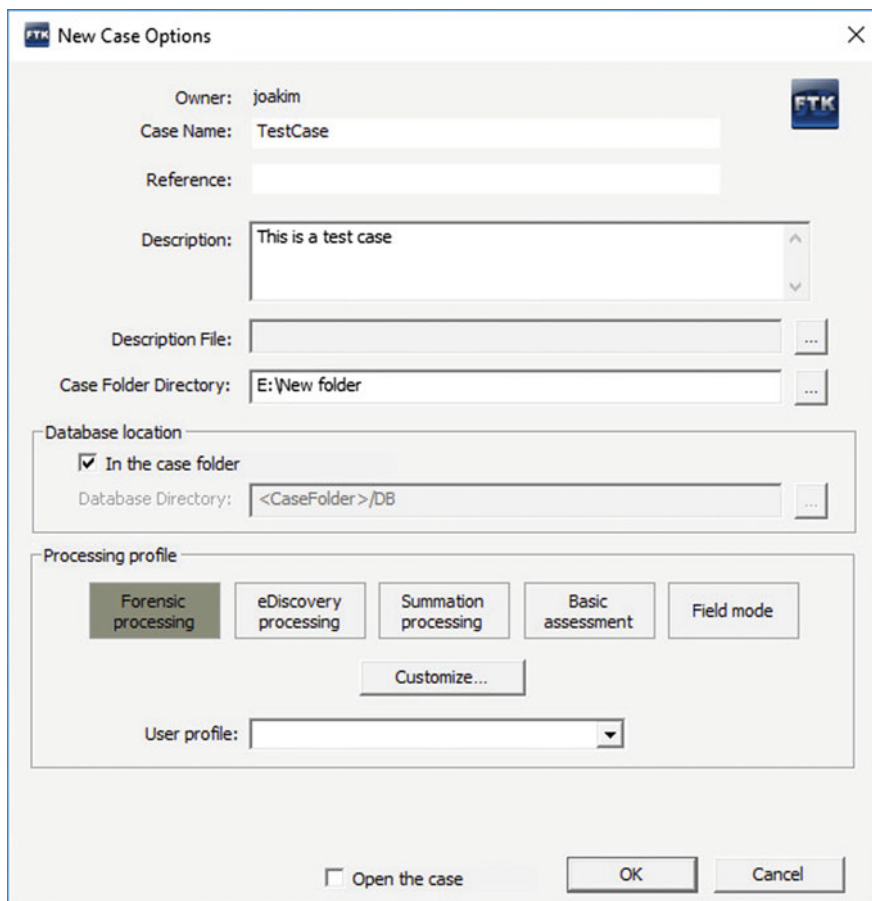 FTK New Case Options
Owner: joakim
FTK
Case Name: TestCase
Reference:
Description: This is a test case
Description File: ...
Case Folder Directory: E:\New folder ...
Database location
In the case folder
Database Directory: <CaseFolder>/DB ...
Processing profile
Forensic processing
eDiscovery processing
Summation processing
Basic assessment
Field mode
Customize...
User profile:
Open the case
OK
Cancel